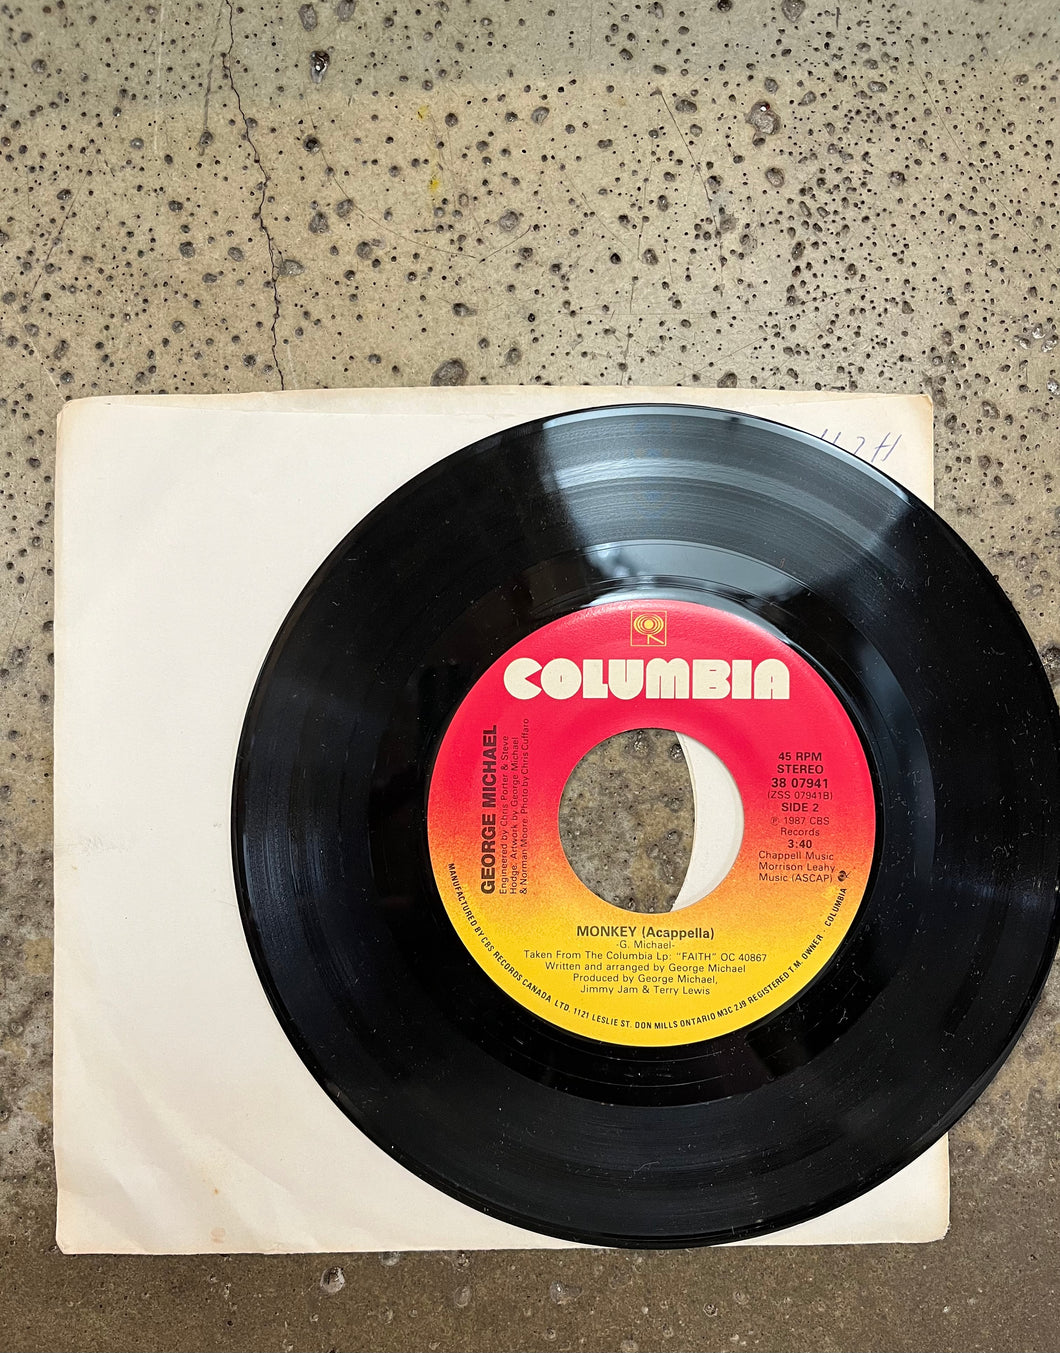 COLUMBIA
GEORGE MICHAEL
Engineered by Chris Porter & Steve
Hodge: Artwork by George Michael
& Norman Moore. Photo by Chris Cuffaro
45 RPM
STEREO
38 07941
(ZSS 07941B)
SIDE 2
℗ 1987 CBS
Records
3:40
Chappell Music
Morrison Leahy
Music (ASCAP)
MONKEY (Acappella)
-G. Michael-
Taken From The Columbia Lp: "FAITH" OC 40867
Written and arranged by George Michael
Produced by George Michael,
Jimmy Jam & Terry Lewis
MANUFACTURED BY CBS RECORDS CANADA LTD, 1121 LESLIE ST. DON MILLS ONTARIO M3C 2J9 REGISTERED T.M. OWNER - COLUMBIA